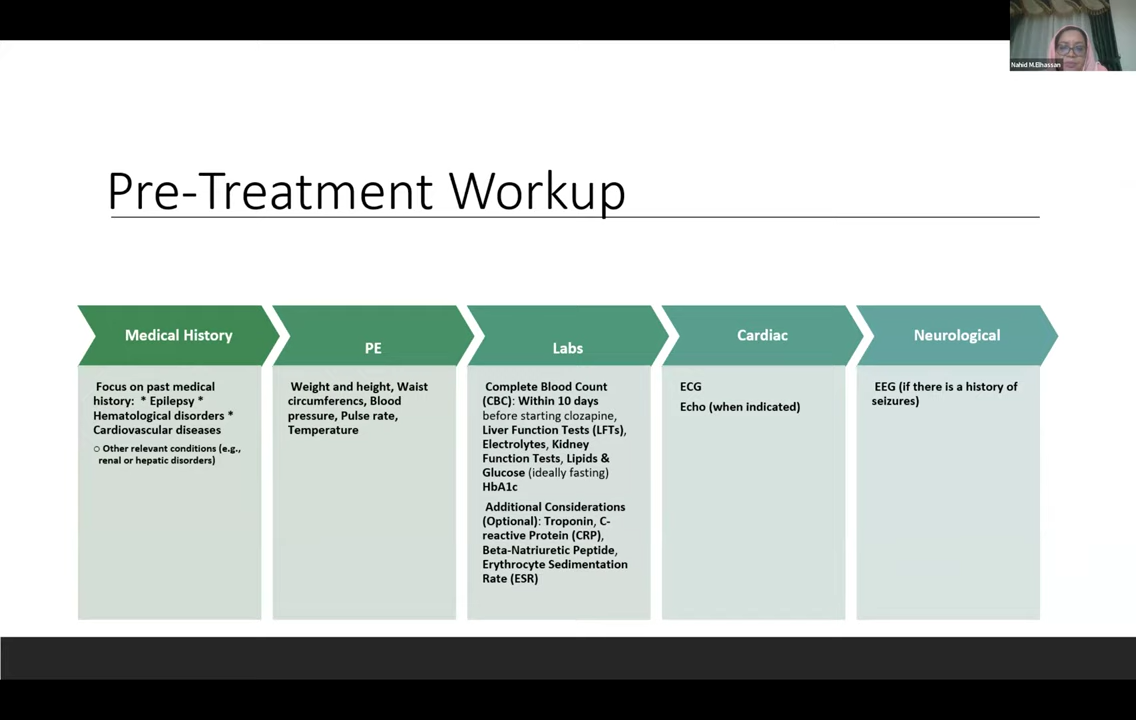 Nahid M.Elhassan
Pre-Treatment Workup
Medical History
Focus on past medical
history: * Epilepsy *
Hematological disorders *
Cardiovascular diseases
○ Other relevant conditions (e.g.,
renal or hepatic disorders)
PE
Weight and height, Waist
circumferencs, Blood
pressure, Pulse rate,
Temperature
Labs
Complete Blood Count
(CBC): Within 10 days
before starting clozapine,
Liver Function Tests (LFTs),
Electrolytes, Kidney
Function Tests, Lipids &
Glucose (ideally fasting)
HbA1c
Additional Considerations
(Optional): Troponin, C-
reactive Protein (CRP),
Beta-Natriuretic Peptide,
Erythrocyte Sedimentation
Rate (ESR)
Cardiac
ECG
Echo (when indicated)
Neurological
EEG (if there is a history of
seizures)